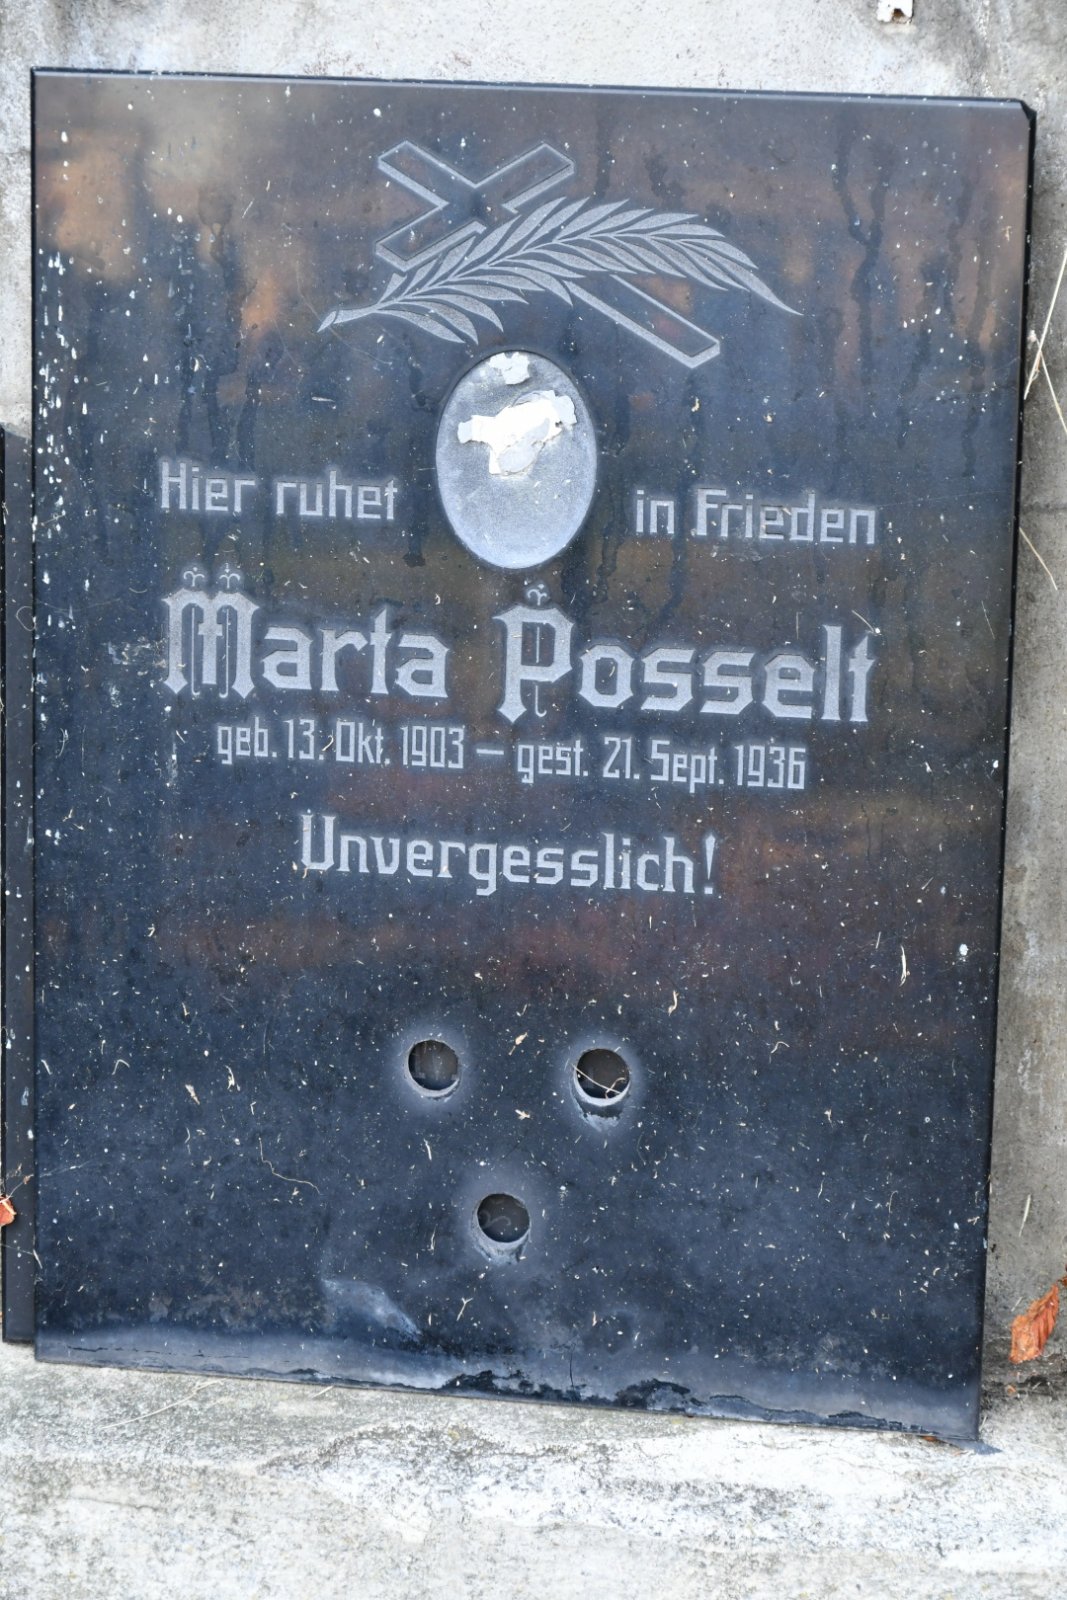 Hier ruhet in Frieden
Marta Posselt
geb. 13. Okt. 1903 – gest. 21. Sept. 1936
Unvergesslich!